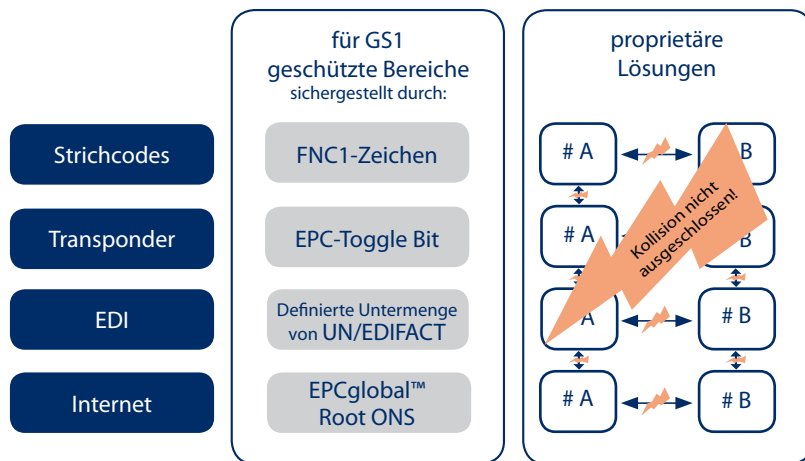 für GS1
geschützte Bereiche
sichergestellt durch:
proprietäre
Lösungen
Strichcodes
FNC1-Zeichen
# A
B
Transponder
EPC-Toggle Bit
# A
B
Kollision nicht
ausgeschlossen!
EDI
Definierte Untermenge
von UN/EDIFACT
A
# B
Internet
EPCglobal™
Root ONS
# A
# B